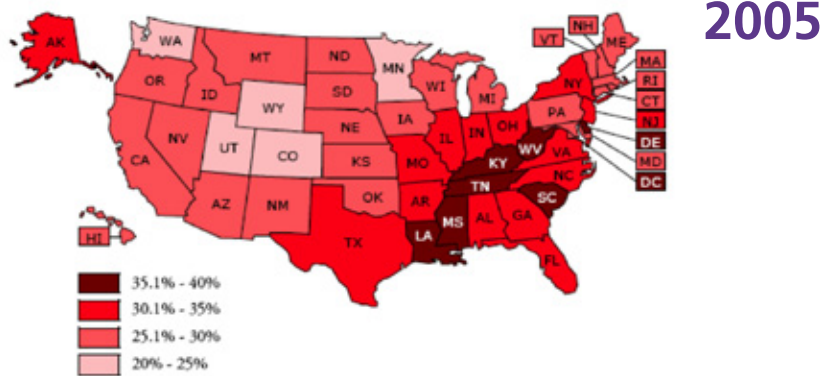 2005
AK
WA
MT
ND
MN
VT
NH
ME
OR
ID
SD
WI
MI
NY
MA
RI
CT
WY
NE
IA
PA
NJ
NV
UT
CO
IL
IN
OH
WV
DE
MD
DC
CA
KS
MO
KY
VA
AZ
NM
OK
AR
TN
NC
SC
HI
TX
LA
MS
AL
GA
FL
35.1% - 40%
30.1% - 35%
25.1% - 30%
20% - 25%